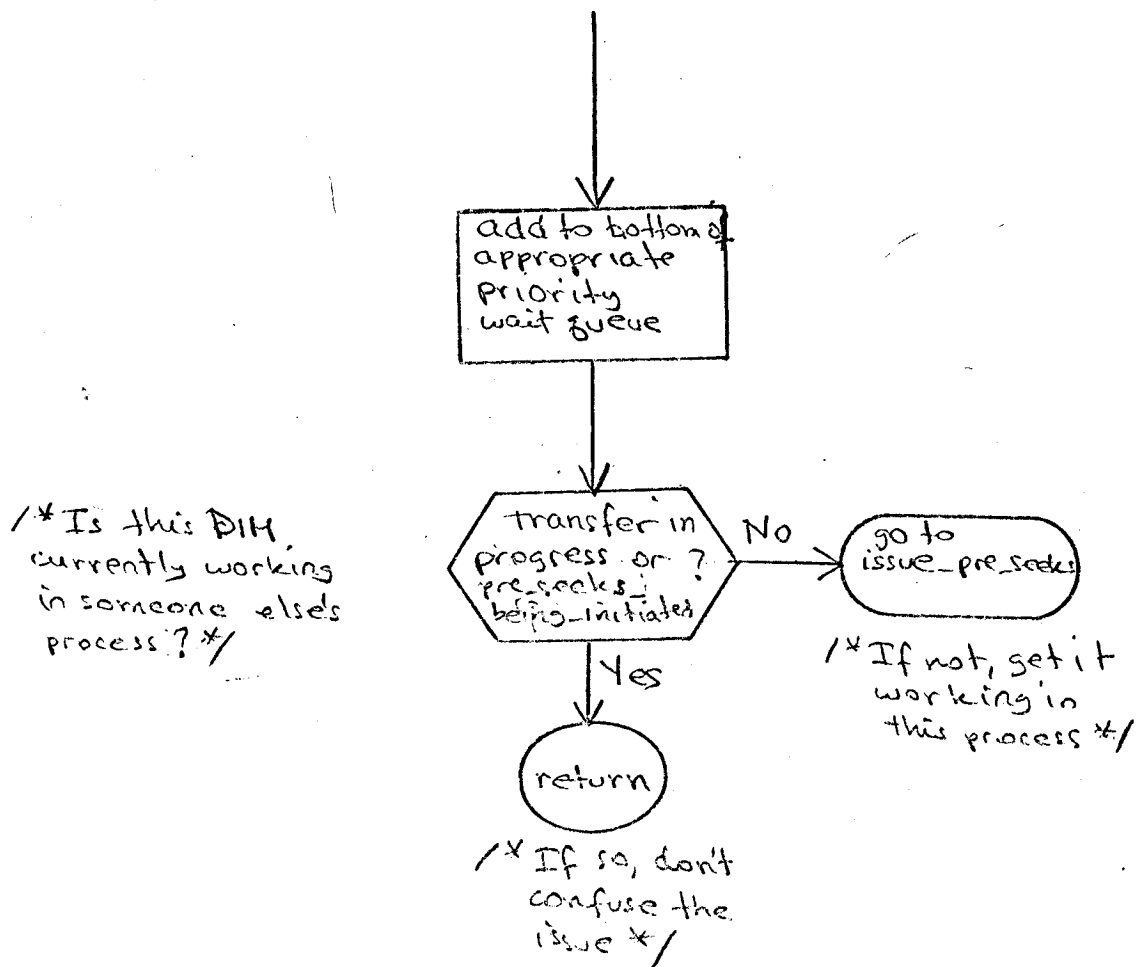 add to bottom of
appropriate
priority
wait queue
/* Is this DIM
currently working
in someone else's
process? */
transfer in
progress or ?
pre_seeks_
being_initiated
No
go to
issue_pre_seeks
/* If not, get it
working in
this process */
Yes
return
/* If so, don't
confuse the
issue */